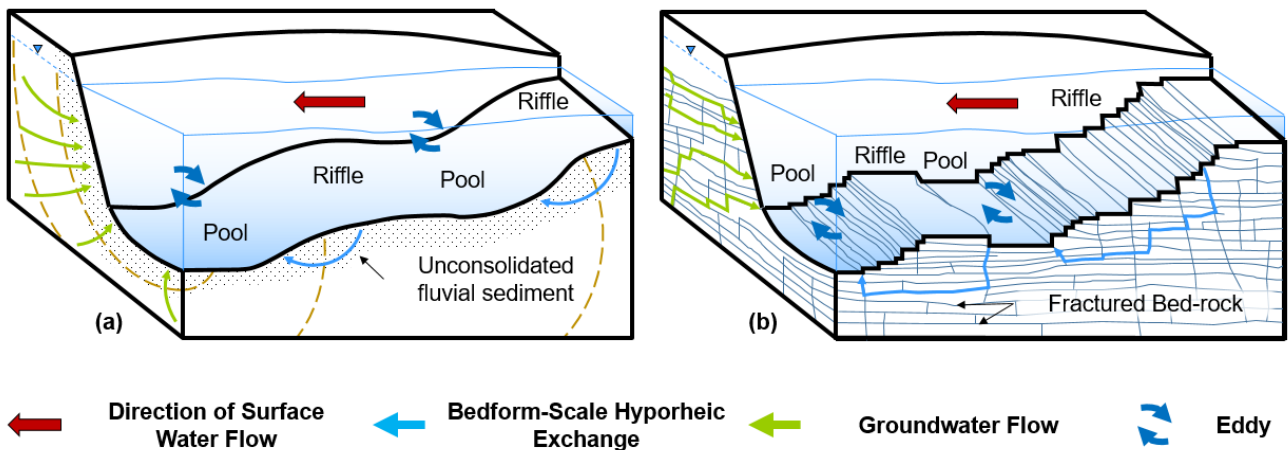 Riffle
Riffle
Pool
Pool
Unconsolidated
fluvial sediment
(a)
Riffle
Riffle
Pool
Pool
Fractured Bed-rock
(b)
Direction of Surface
Water Flow
Bedform-Scale Hyporheic
Exchange
Groundwater Flow
Eddy